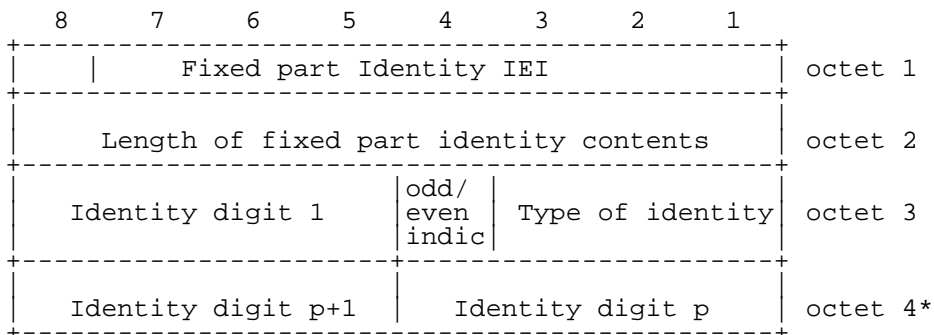 8 7 6 5 4 3 2 1
Fixed part Identity IEI octet 1
Length of fixed part identity contents octet 2
odd/
Identity digit 1 even Type of identity octet 3
indic
Identity digit p+1 Identity digit p octet 4*